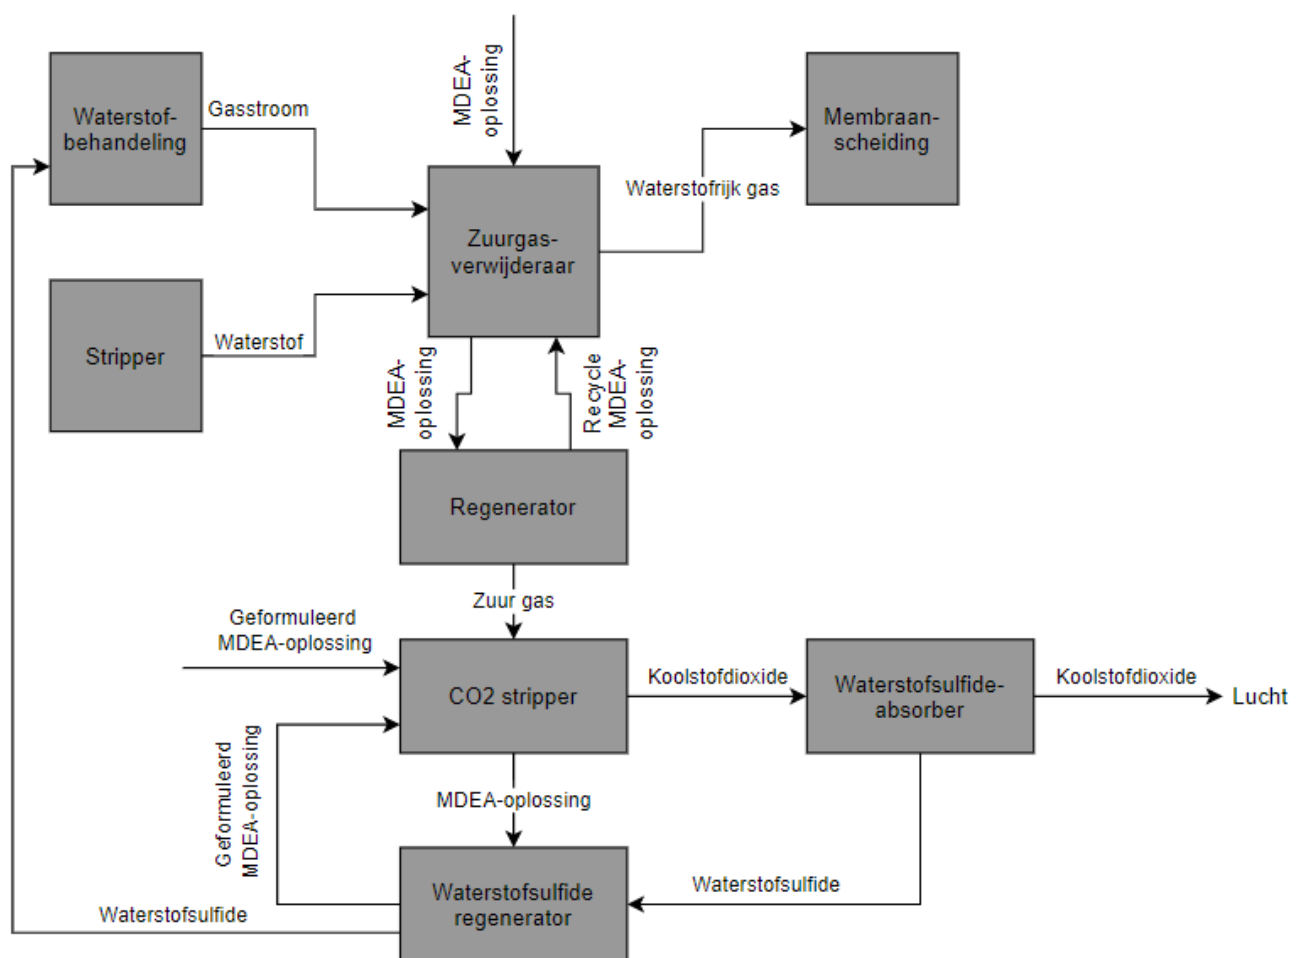 MDEA-
oplossing
Waterstof-
behandeling
Gasstroom
Membraan-
scheiding
Waterstofrijk gas
Zuurgas-
verwijderaar
Stripper
Waterstof
MDEA-
oplossing
Recycle
MDEA-
oplossing
Regenerator
Zuur gas
Geformuleerd
MDEA-oplossing
CO2 stripper
Koolstofdioxide
Waterstofsulfide-
absorber
Koolstofdioxide
Lucht
Geformuleerd
MDEA-oplossing
MDEA-oplossing
Waterstofsulfide
regenerator
Waterstofsulfide
Waterstofsulfide